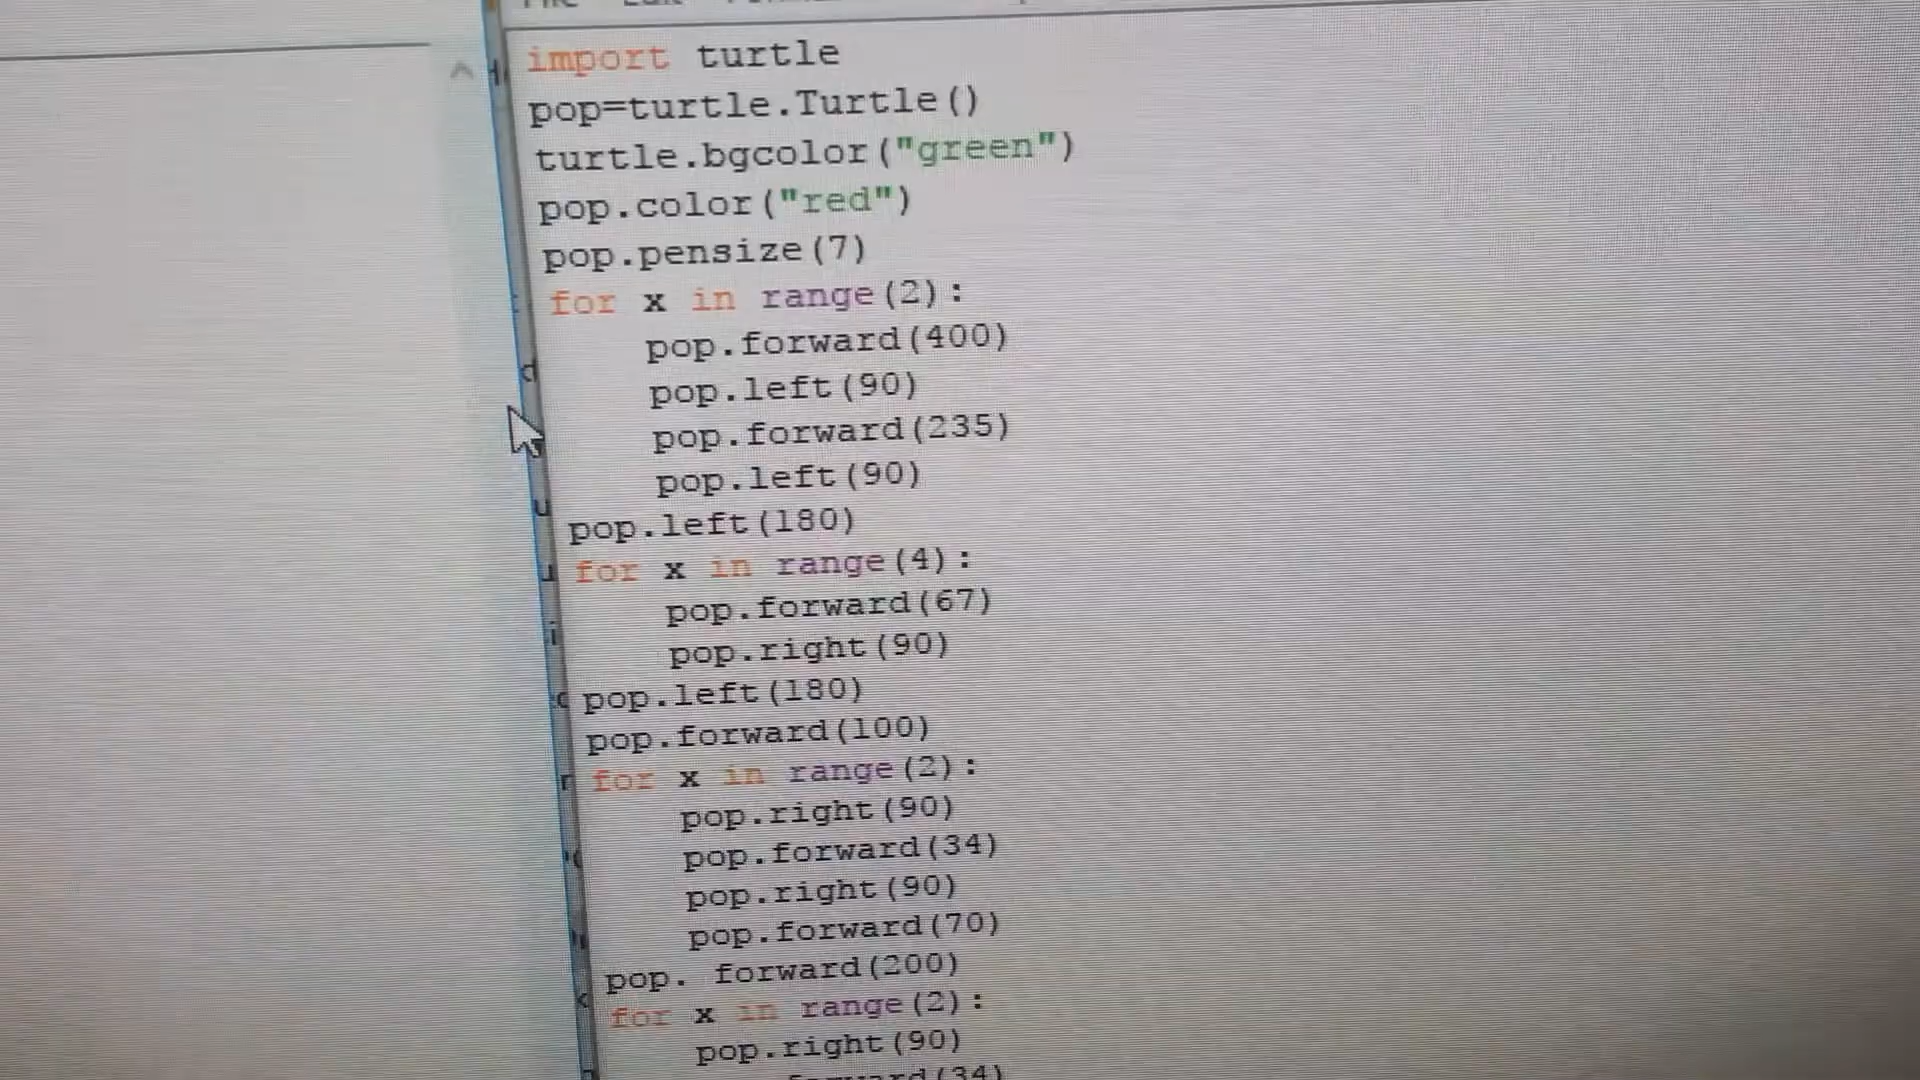 import turtle
pop=turtle.Turtle()
turtle.bgcolor("green")
pop.color("red")
pop.pensize(7)
for x in range(2):
    pop.forward(400)
    pop.left(90)
    pop.forward(235)
    pop.left(90)
pop.left(180)
for x in range(4):
    pop.forward(67)
    pop.right(90)
pop.left(180)
pop.forward(100)
for x in range(2):
    pop.right(90)
    pop.forward(34)
    pop.right(90)
    pop.forward(70)
pop. forward(200)
for x in range(2):
    pop.right(90)
forward(34)